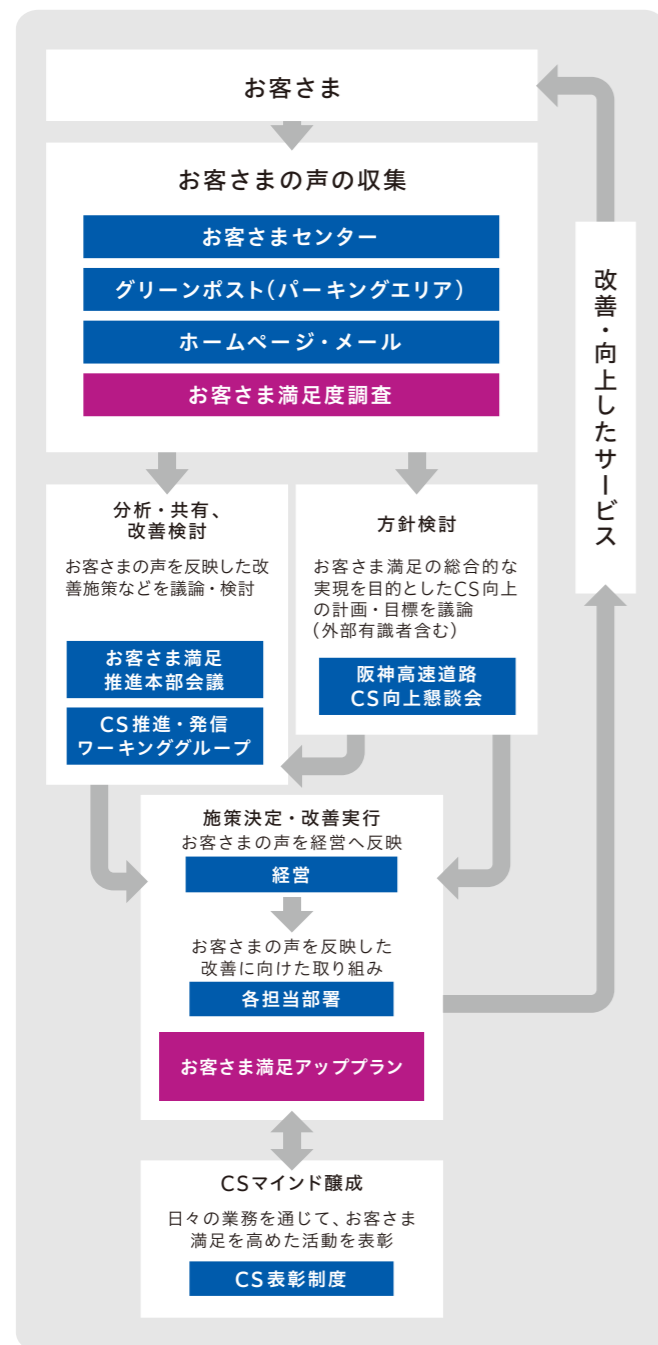 お客さま
お客さまの声の収集
お客さまセンター
グリーンポスト（パーキングエリア）
ホームページ・メール
お客さま満足度調査
改善・向上したサービス
分析・共有、
改善検討
お客さまの声を反映した改
善施策などを議論・検討
お客さま満足
推進本部会議
CS推進・発信
ワーキンググループ
方針検討
お客さま満足の総合的な
実現を目的としたCS向上
の計画・目標を議論
（外部有識者含む）
阪神高速道路
CS向上懇談会
施策決定・改善実行
お客さまの声を経営へ反映
経営
お客さまの声を反映した
改善に向けた取り組み
各担当部署
お客さま満足アッププラン
CSマインド醸成
日々の業務を通じて、お客さま
満足を高めた活動を表彰
CS表彰制度